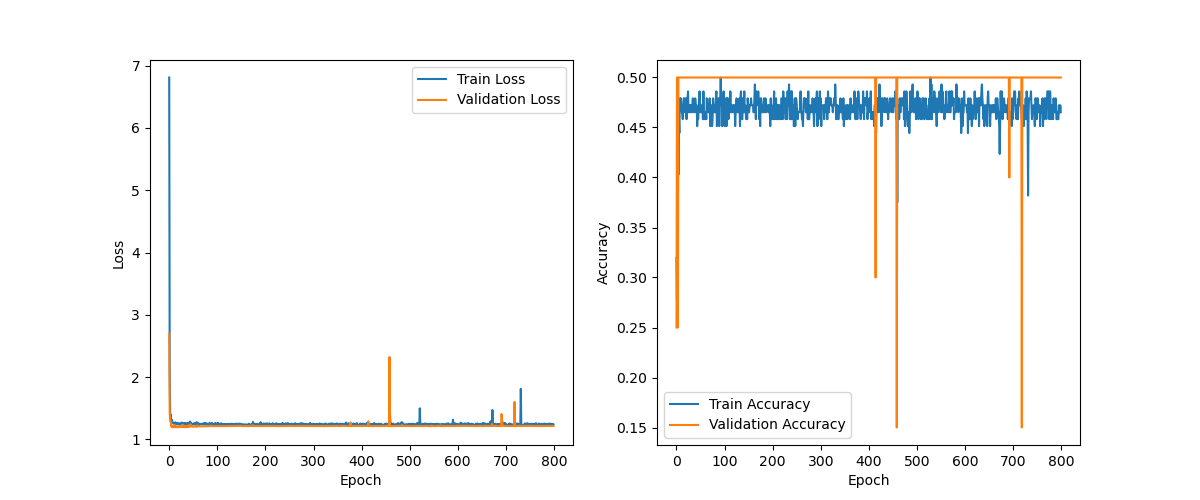 7
6
5
4
3
2
1
Loss
0 100 200 300 400 500 600 700 800
Epoch
Train Loss
Validation Loss
0.50
0.45
0.40
0.35
0.30
0.25
0.20
0.15
Accuracy
0 100 200 300 400 500 600 700 800
Epoch
Train Accuracy
Validation Accuracy